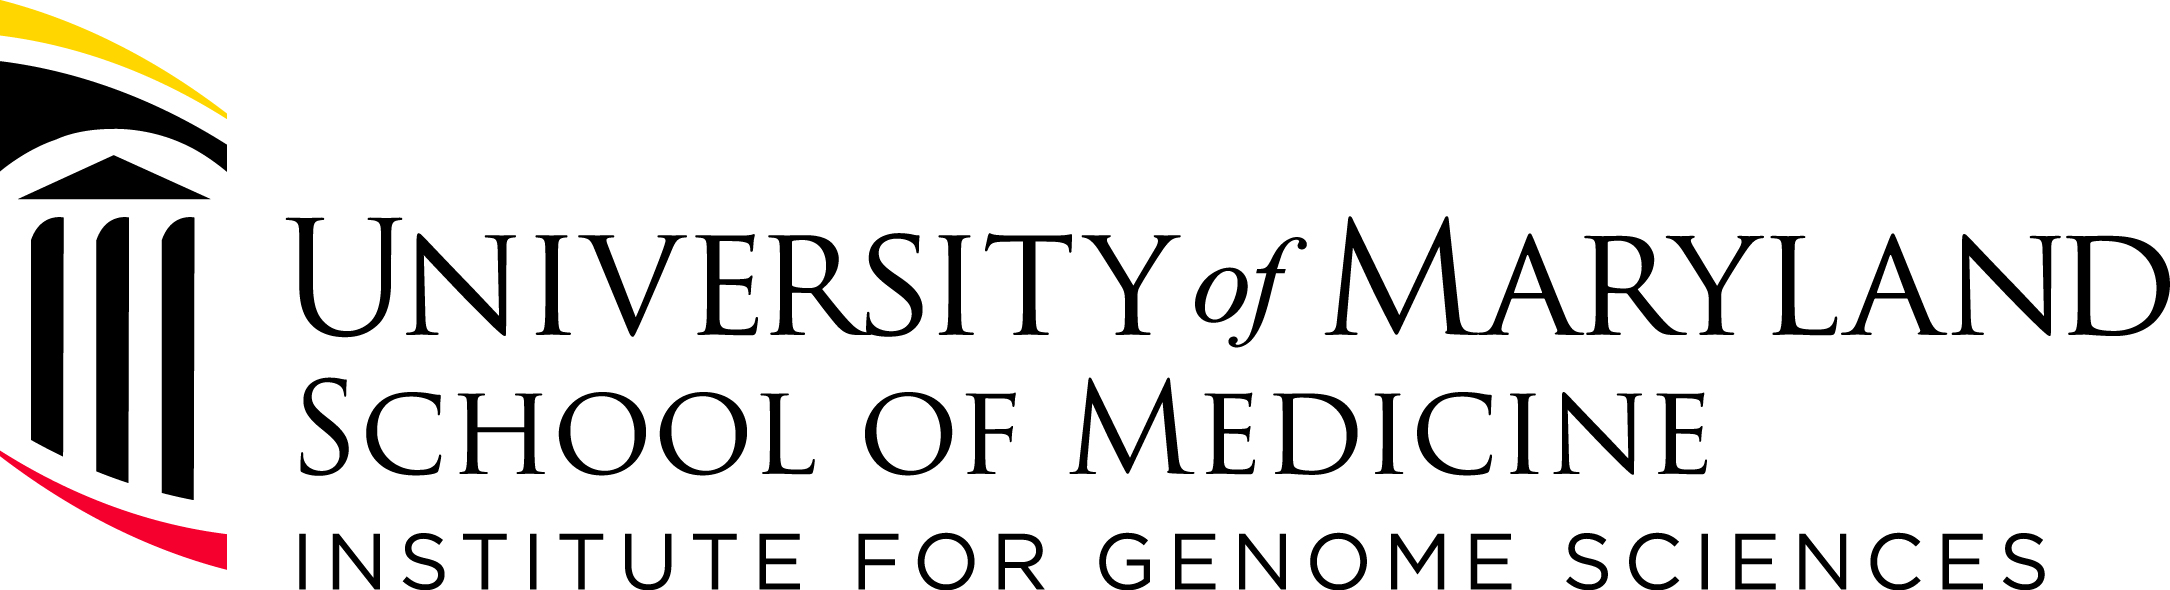 UNIVERSITY of MARYLAND
SCHOOL OF MEDICINE
INSTITUTE FOR GENOME SCIENCES